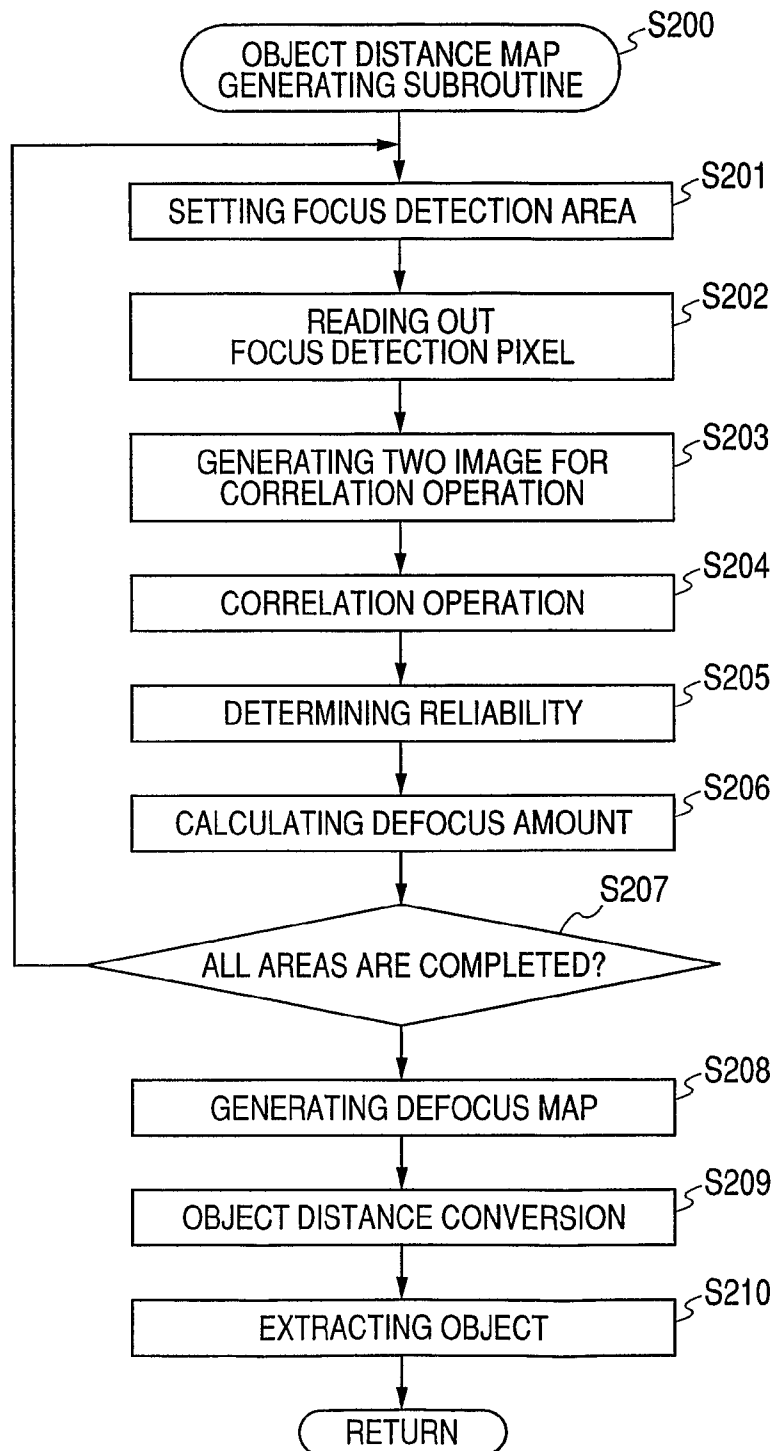 S200
OBJECT DISTANCE MAP
GENERATING SUBROUTINE
S201
SETTING FOCUS DETECTION AREA
S202
READING OUT
FOCUS DETECTION PIXEL
S203
GENERATING TWO IMAGE FOR
CORRELATION OPERATION
S204
CORRELATION OPERATION
S205
DETERMINING RELIABILITY
S206
CALCULATING DEFOCUS AMOUNT
S207
ALL AREAS ARE COMPLETED?
S208
GENERATING DEFOCUS MAP
S209
OBJECT DISTANCE CONVERSION
S210
EXTRACTING OBJECT
RETURN